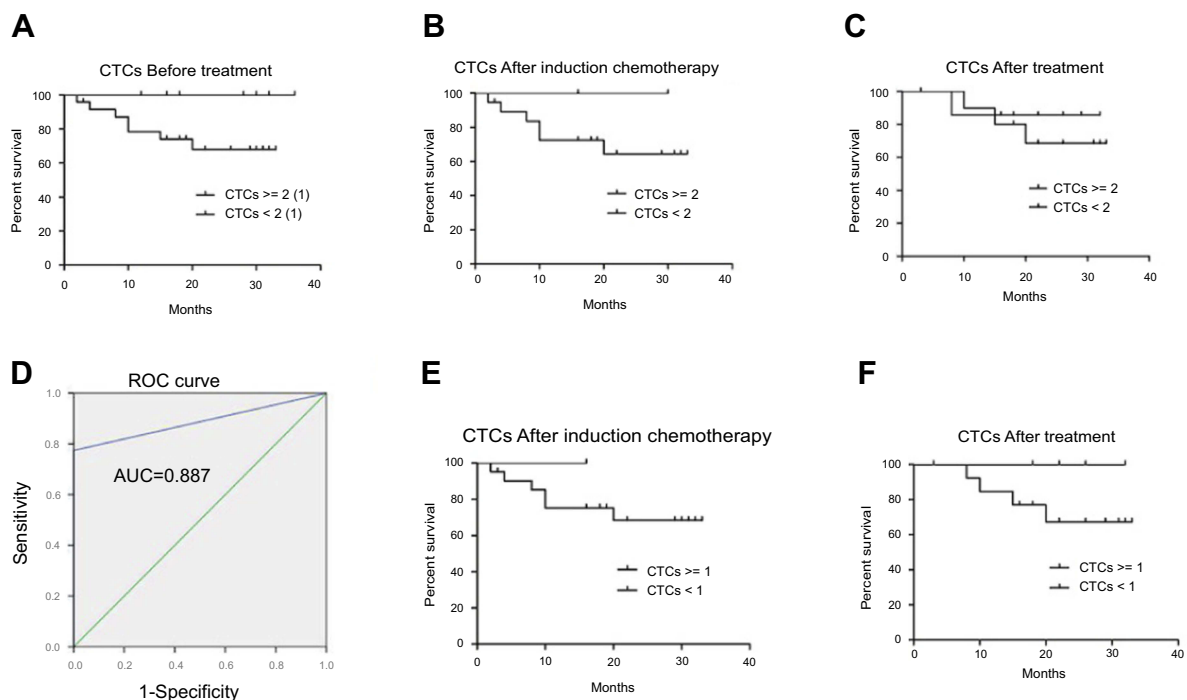 A
CTCs Before treatment
Percent survival
100
80
60
40
20
0
0 10 20 30 40
Months
CTCs >= 2 (1)
CTCs < 2 (1)
B
CTCs After induction chemotherapy
Percent survival
100
80
60
40
20
0
0 10 20 30 40
Months
CTCs >= 2
CTCs < 2
C
CTCs After treatment
Percent survival
100
80
60
40
20
0
0 10 20 30 40
Months
CTCs >= 2
CTCs < 2
D
ROC curve
Sensitivity
1.0
0.8
0.6
0.4
0.2
0.0
AUC=0.887
0.0 0.2 0.4 0.6 0.8 1.0
1-Specificity
E
CTCs After induction chemotherapy
Percent survival
100
80
60
40
20
0
0 10 20 30 40
Months
CTCs >= 1
CTCs < 1
F
CTCs After treatment
Percent survival
100
80
60
40
20
0
0 10 20 30 40
Months
CTCs >= 1
CTCs < 1